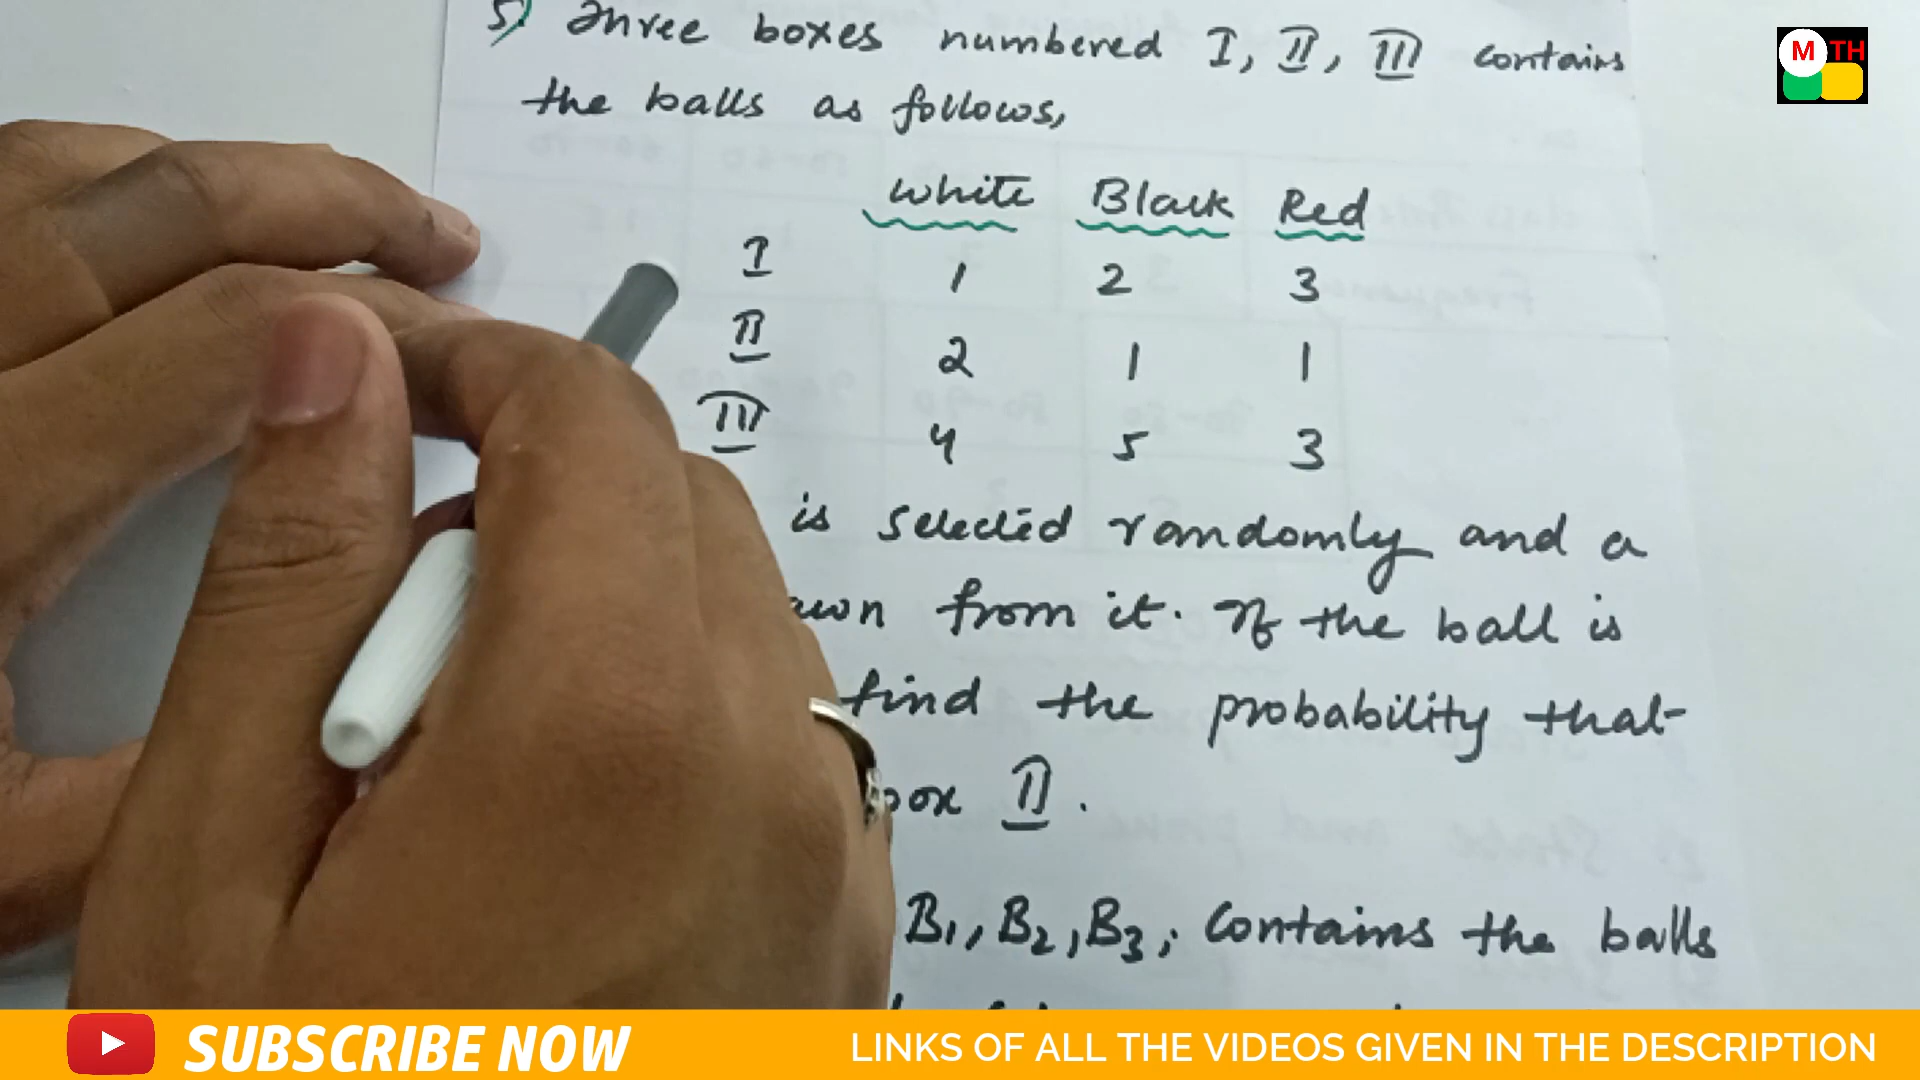 5) Three boxes numbered I, II, III contains
the balls as follows,
White Black Red
I 1 2 3
II 2 1 1
III 4 5 3
is selected randomly and a
from it. If the ball is
find the probability that
box II.
B1, B2, B3, Contains the balls
MTH
SUBSCRIBE NOW
LINKS OF ALL THE VIDEOS GIVEN IN THE DESCRIPTION